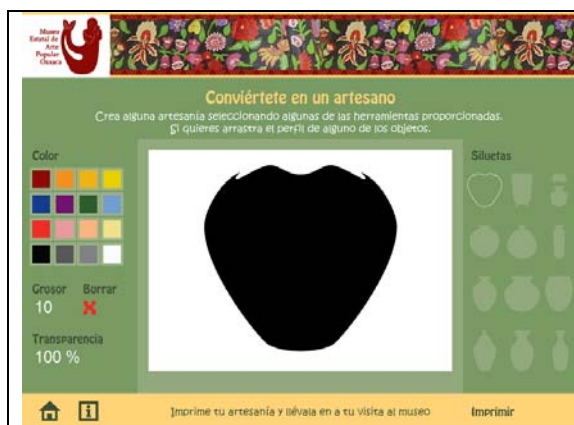 Museo
Estatal de
Arte
Popular
Oaxaca
Conviértete en un artesano
Crea alguna artesanía seleccionando algunas de las herramientas proporcionadas.
Si quieres arrastra el perfil de alguno de los objetos.
Color
Siluetas
Grosor Borrar
10
Transparencia
100 %
Imprime tu artesanía y llévala en a tu visita al museo
Imprimir